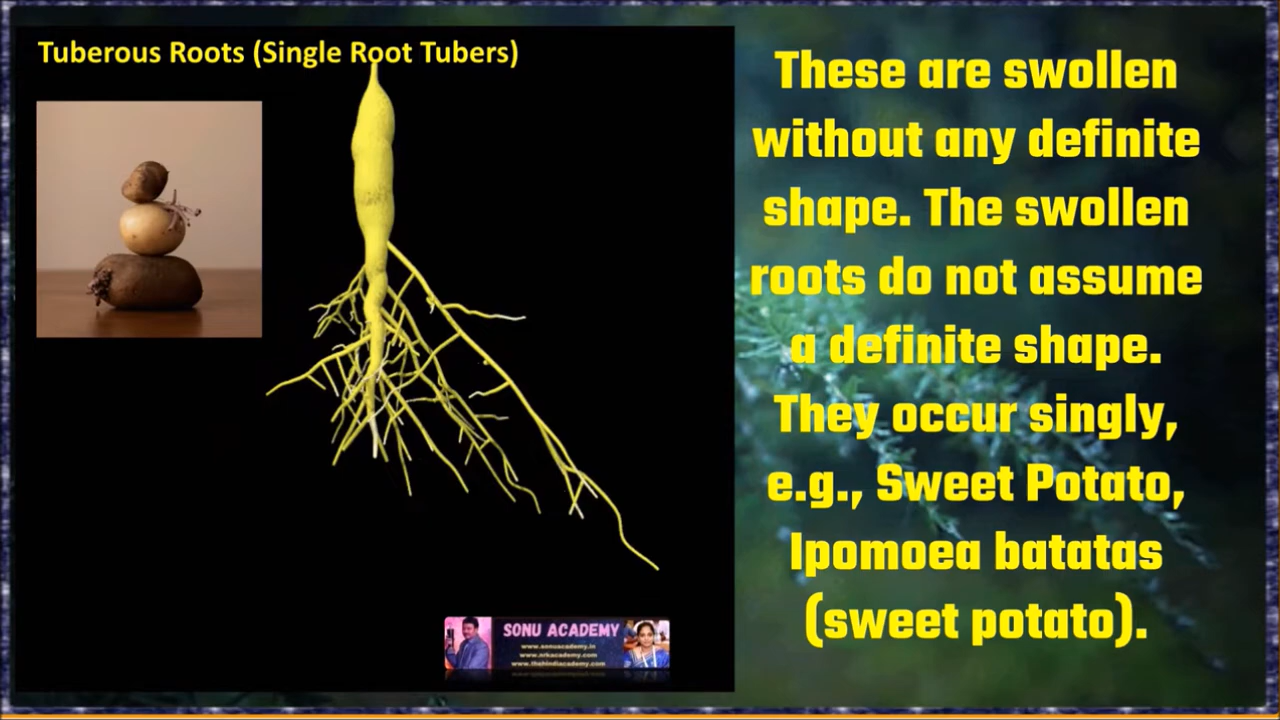 Tuberous Roots (Single Root Tubers)
These are swollen
without any definite
shape. The swollen
roots do not assume
a definite shape.
They occur singly,
e.g., Sweet Potato,
Ipomoea batatas
(sweet potato).
SONU ACADEMY
www.sonuacademy.in
www.nrkacademy.com
www.thehindiacademy.com